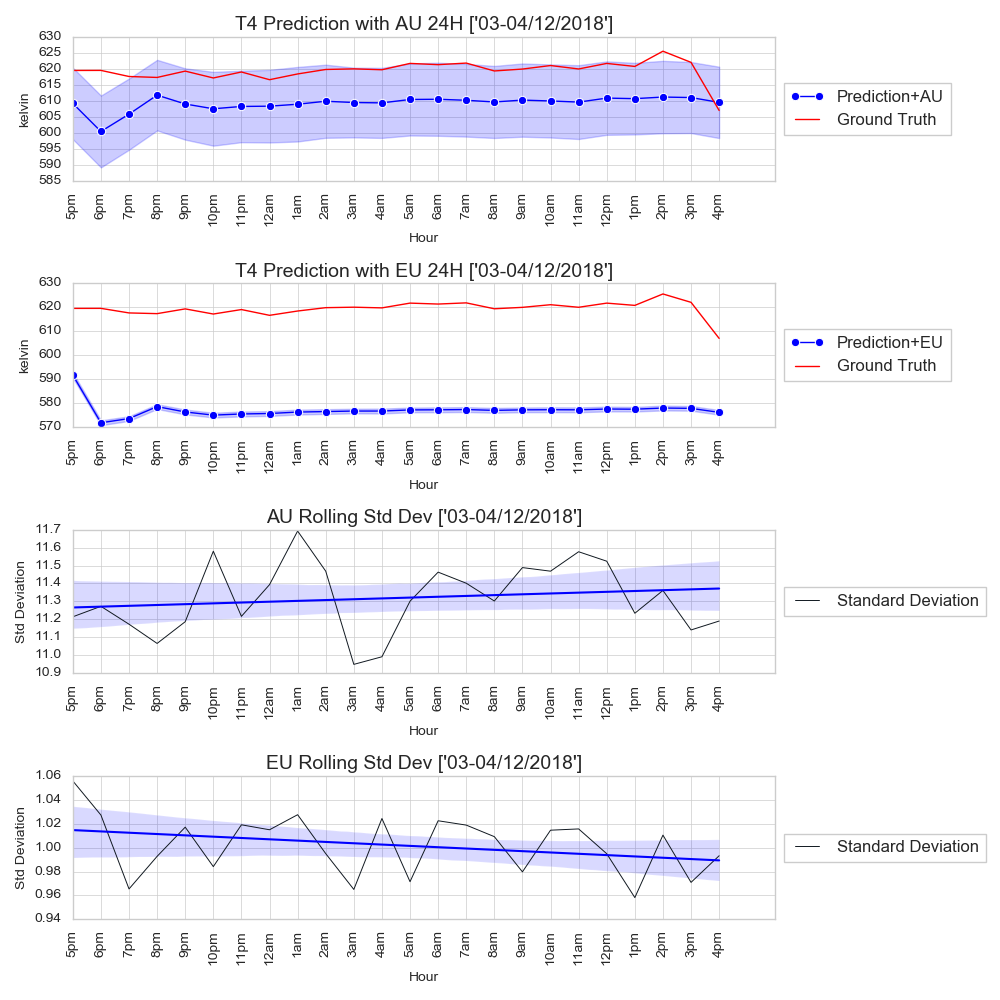 T4 Prediction with AU 24H ['03-04/12/2018']
630
625
620
615
610
605
600
595
590
585
kelvin
5pm 6pm 7pm 8pm 9pm 10pm 11pm 12am 1am 2am 3am 4am 5am 6am 7am 8am 9am 10am 11am 12pm 1pm 2pm 3pm 4pm
Hour
Prediction+AU
Ground Truth
T4 Prediction with EU 24H ['03-04/12/2018']
630
620
610
600
590
580
570
kelvin
5pm 6pm 7pm 8pm 9pm 10pm 11pm 12am 1am 2am 3am 4am 5am 6am 7am 8am 9am 10am 11am 12pm 1pm 2pm 3pm 4pm
Hour
Prediction+EU
Ground Truth
AU Rolling Std Dev ['03-04/12/2018']
11.7
11.6
11.5
11.4
11.3
11.2
11.1
11.0
10.9
Std Deviation
5pm 6pm 7pm 8pm 9pm 10pm 11pm 12am 1am 2am 3am 4am 5am 6am 7am 8am 9am 10am 11am 12pm 1pm 2pm 3pm 4pm
Hour
Standard Deviation
EU Rolling Std Dev ['03-04/12/2018']
1.06
1.04
1.02
1.00
0.98
0.96
0.94
Std Deviation
5pm 6pm 7pm 8pm 9pm 10pm 11pm 12am 1am 2am 3am 4am 5am 6am 7am 8am 9am 10am 11am 12pm 1pm 2pm 3pm 4pm
Hour
Standard Deviation